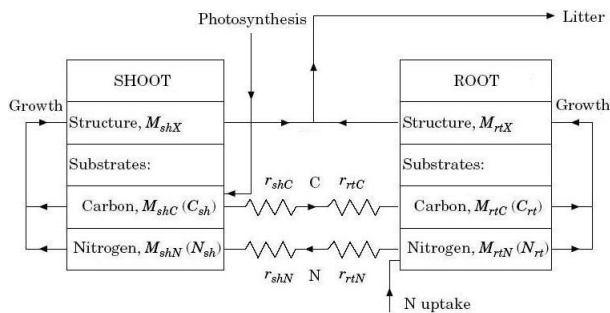 Photosynthesis
Litter
SHOOT
ROOT
Growth
Growth
Structure, M_shX
Structure, M_rtX
Substrates:
Substrates:
r_shC C r_rtC
Carbon, M_shC (C_sh)
Carbon, M_rtC (C_rt)
Nitrogen, M_shN (N_sh)
Nitrogen, M_rtN (N_rt)
r_shN N r_rtN
N uptake